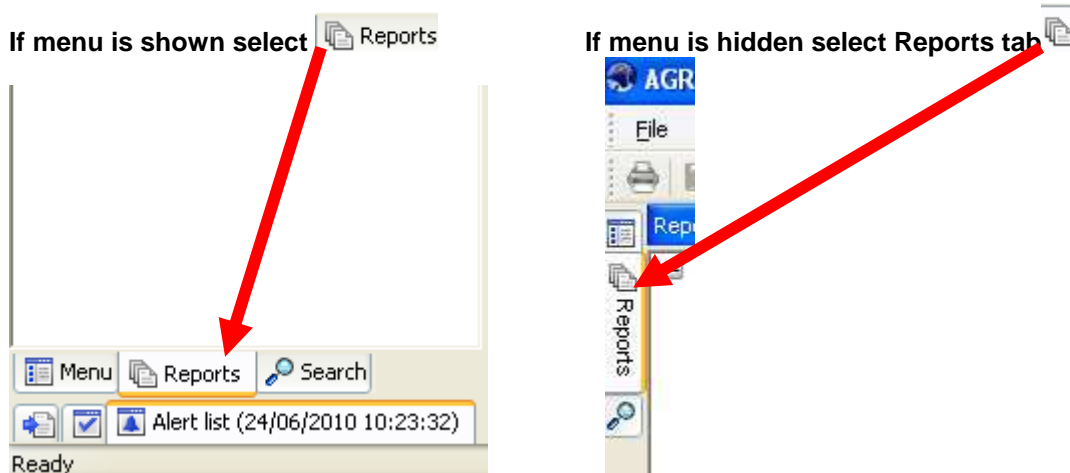 If menu is shown select Reports
Menu Reports Search
Alert list (24/06/2010 10:23:32)
Ready
If menu is hidden select Reports tab
AGR
File
Rep
Reports